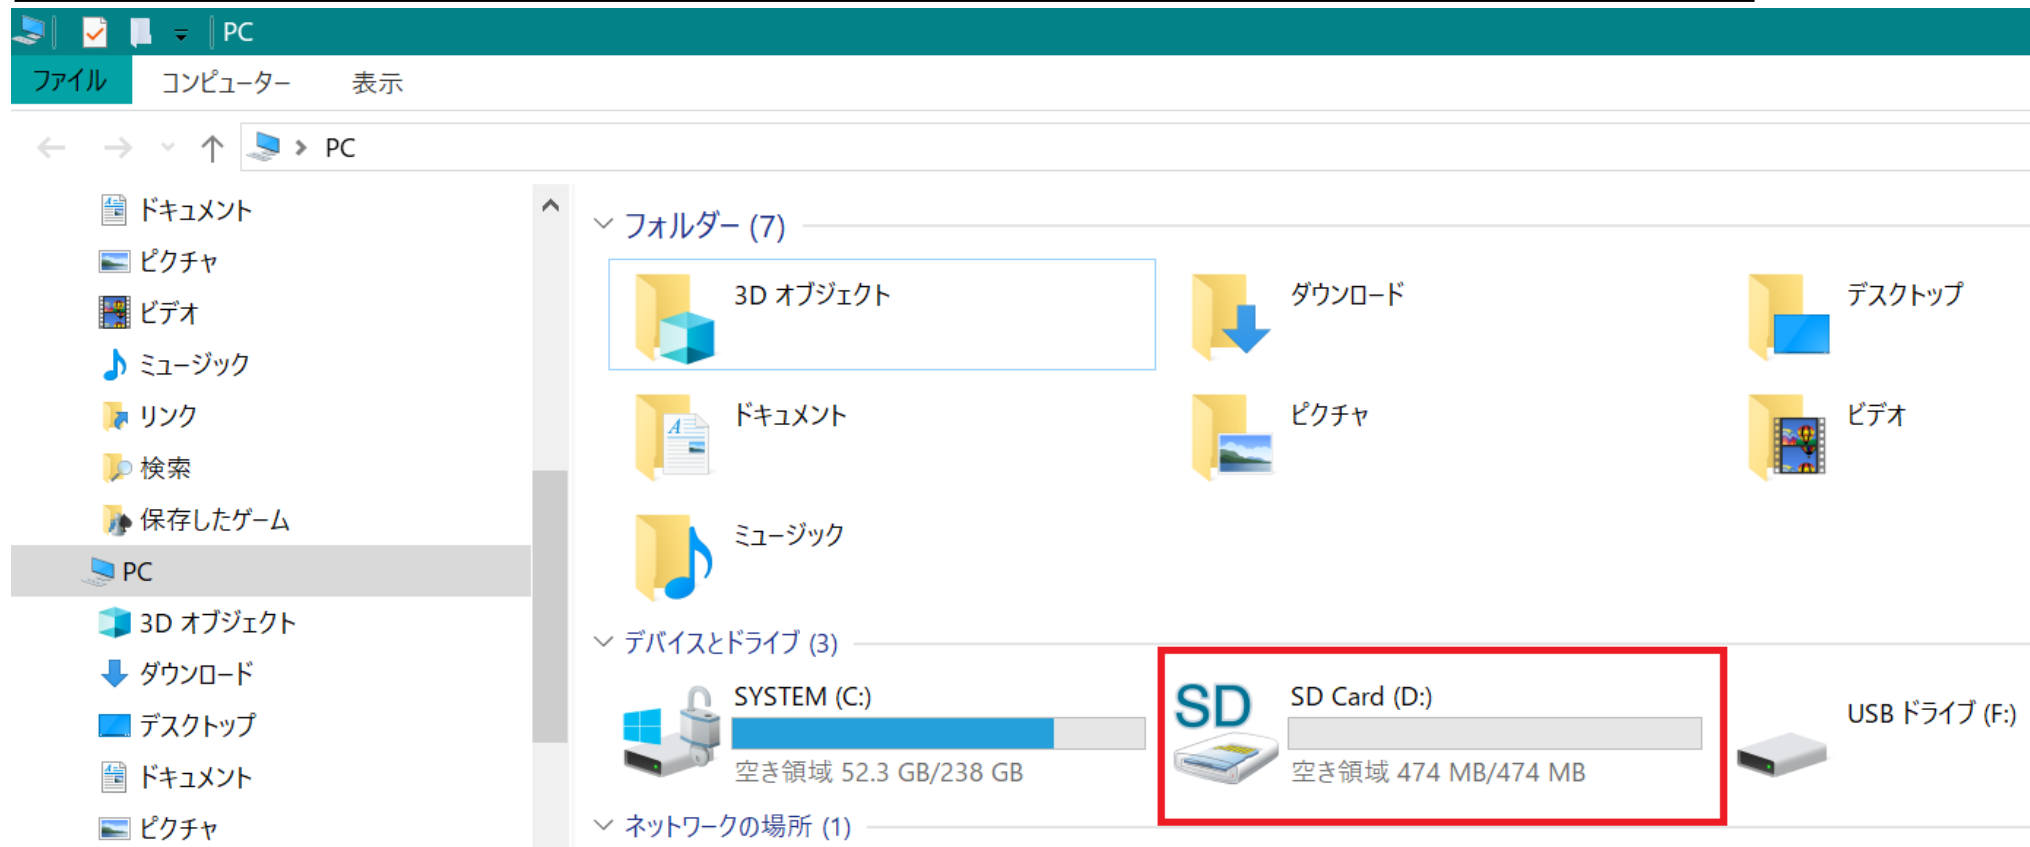 PC
ファイル コンピューター 表示
PC
ドキュメント
ピクチャ
ビデオ
ミュージック
リンク
検索
保存したゲーム
PC
3D オブジェクト
ダウンロード
デスクトップ
ドキュメント
ピクチャ
フォルダー (7)
3D オブジェクト
ダウンロード
デスクトップ
ドキュメント
ピクチャ
ビデオ
ミュージック
デバイスとドライブ (3)
SYSTEM (C:)
空き領域 52.3 GB/238 GB
SD
SD Card (D:)
空き領域 474 MB/474 MB
USB ドライブ (F:)
ネットワークの場所 (1)